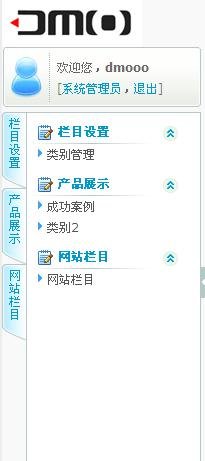 DMO
欢迎您，dmooo
[系统管理员，退出]
栏目设置
产品展示
网站栏目
栏目设置
类别管理
产品展示
成功案例
类别2
网站栏目
网站栏目